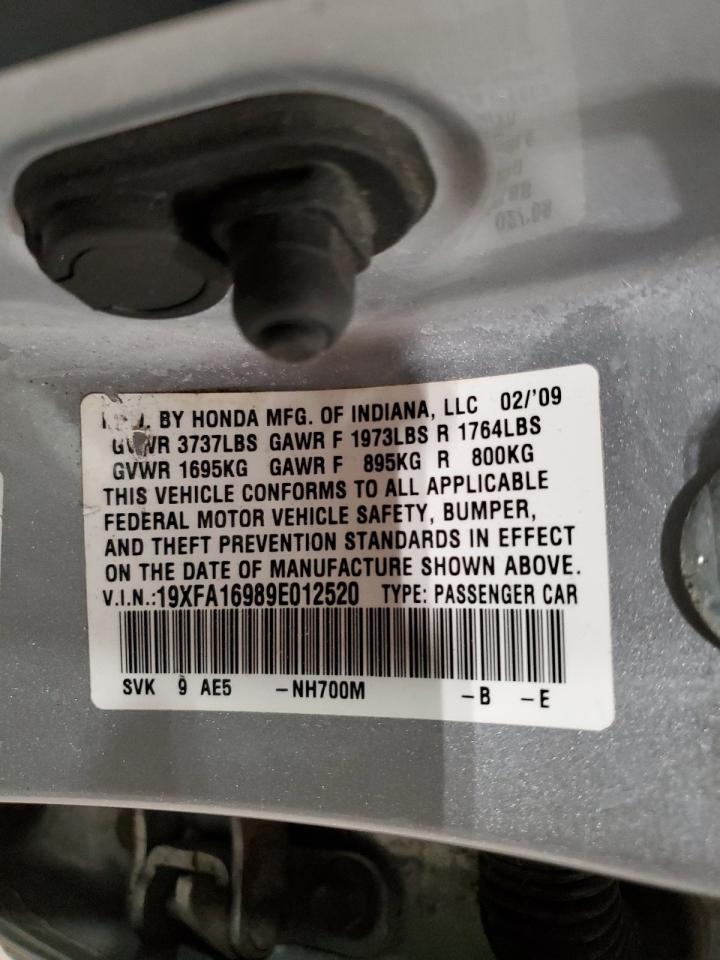 BY HONDA MFG. OF INDIANA, LLC 02/'09
GVWR 3737LBS GAWR F 1973LBS R 1764LBS
GVWR 1695KG GAWR F 895KG R 800KG
THIS VEHICLE CONFORMS TO ALL APPLICABLE
FEDERAL MOTOR VEHICLE SAFETY, BUMPER,
AND THEFT PREVENTION STANDARDS IN EFFECT
ON THE DATE OF MANUFACTURE SHOWN ABOVE.
V.I.N.:19XFA16989E012520 TYPE: PASSENGER CAR
SVK 9 AE5 -NH700M -B -E